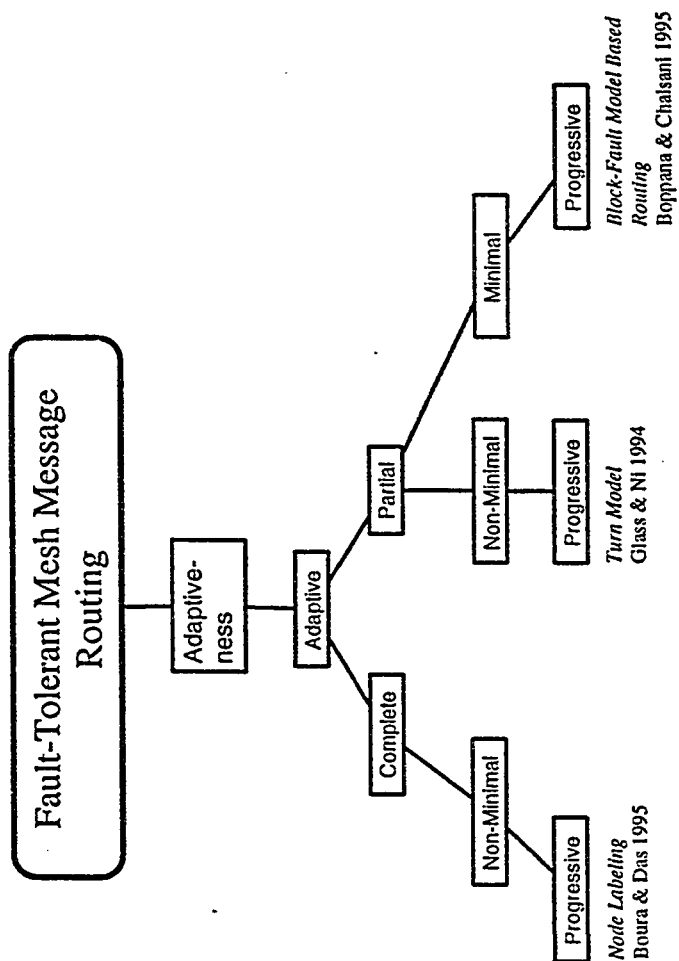 Fault-Tolerant Mesh Message
Routing
Adaptive-
ness
Adaptive
Complete
Partial
Non-Minimal
Non-Minimal
Minimal
Progressive
Node Labeling
Boura & Das 1995
Progressive
Turn Model
Glass & Ni 1994
Progressive
Block-Fault Model Based
Routing
Boppana & Chalsani 1995